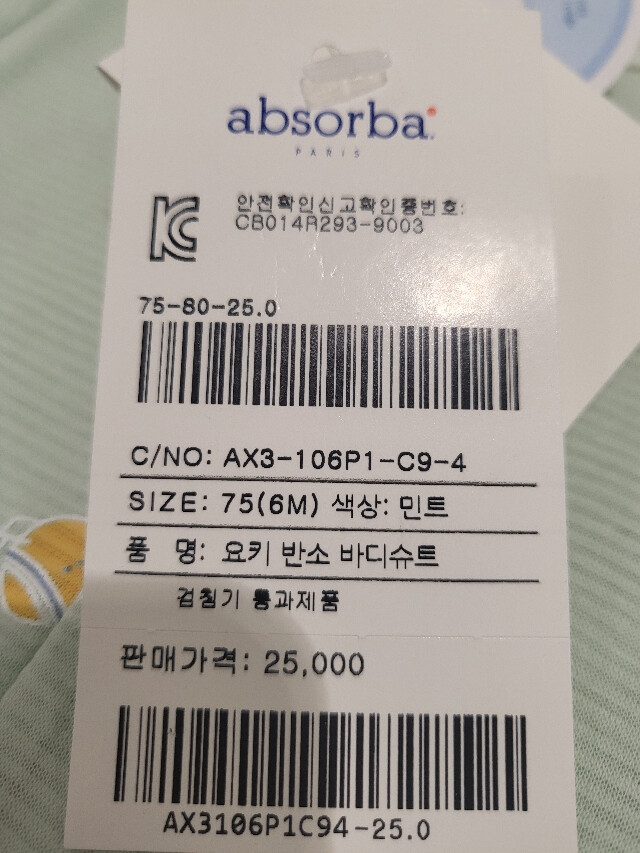 absorba
PARIS
안전확인신고확인증번호:
CB014R293-9003
75-80-25.0
C/NO: AX3-106P1-C9-4
SIZE: 75(6M) 색상: 민트
품 명: 요키 반소 바디슈트
검침기 통과제품
판매가격: 25,000
AX3106P1C94-25.0